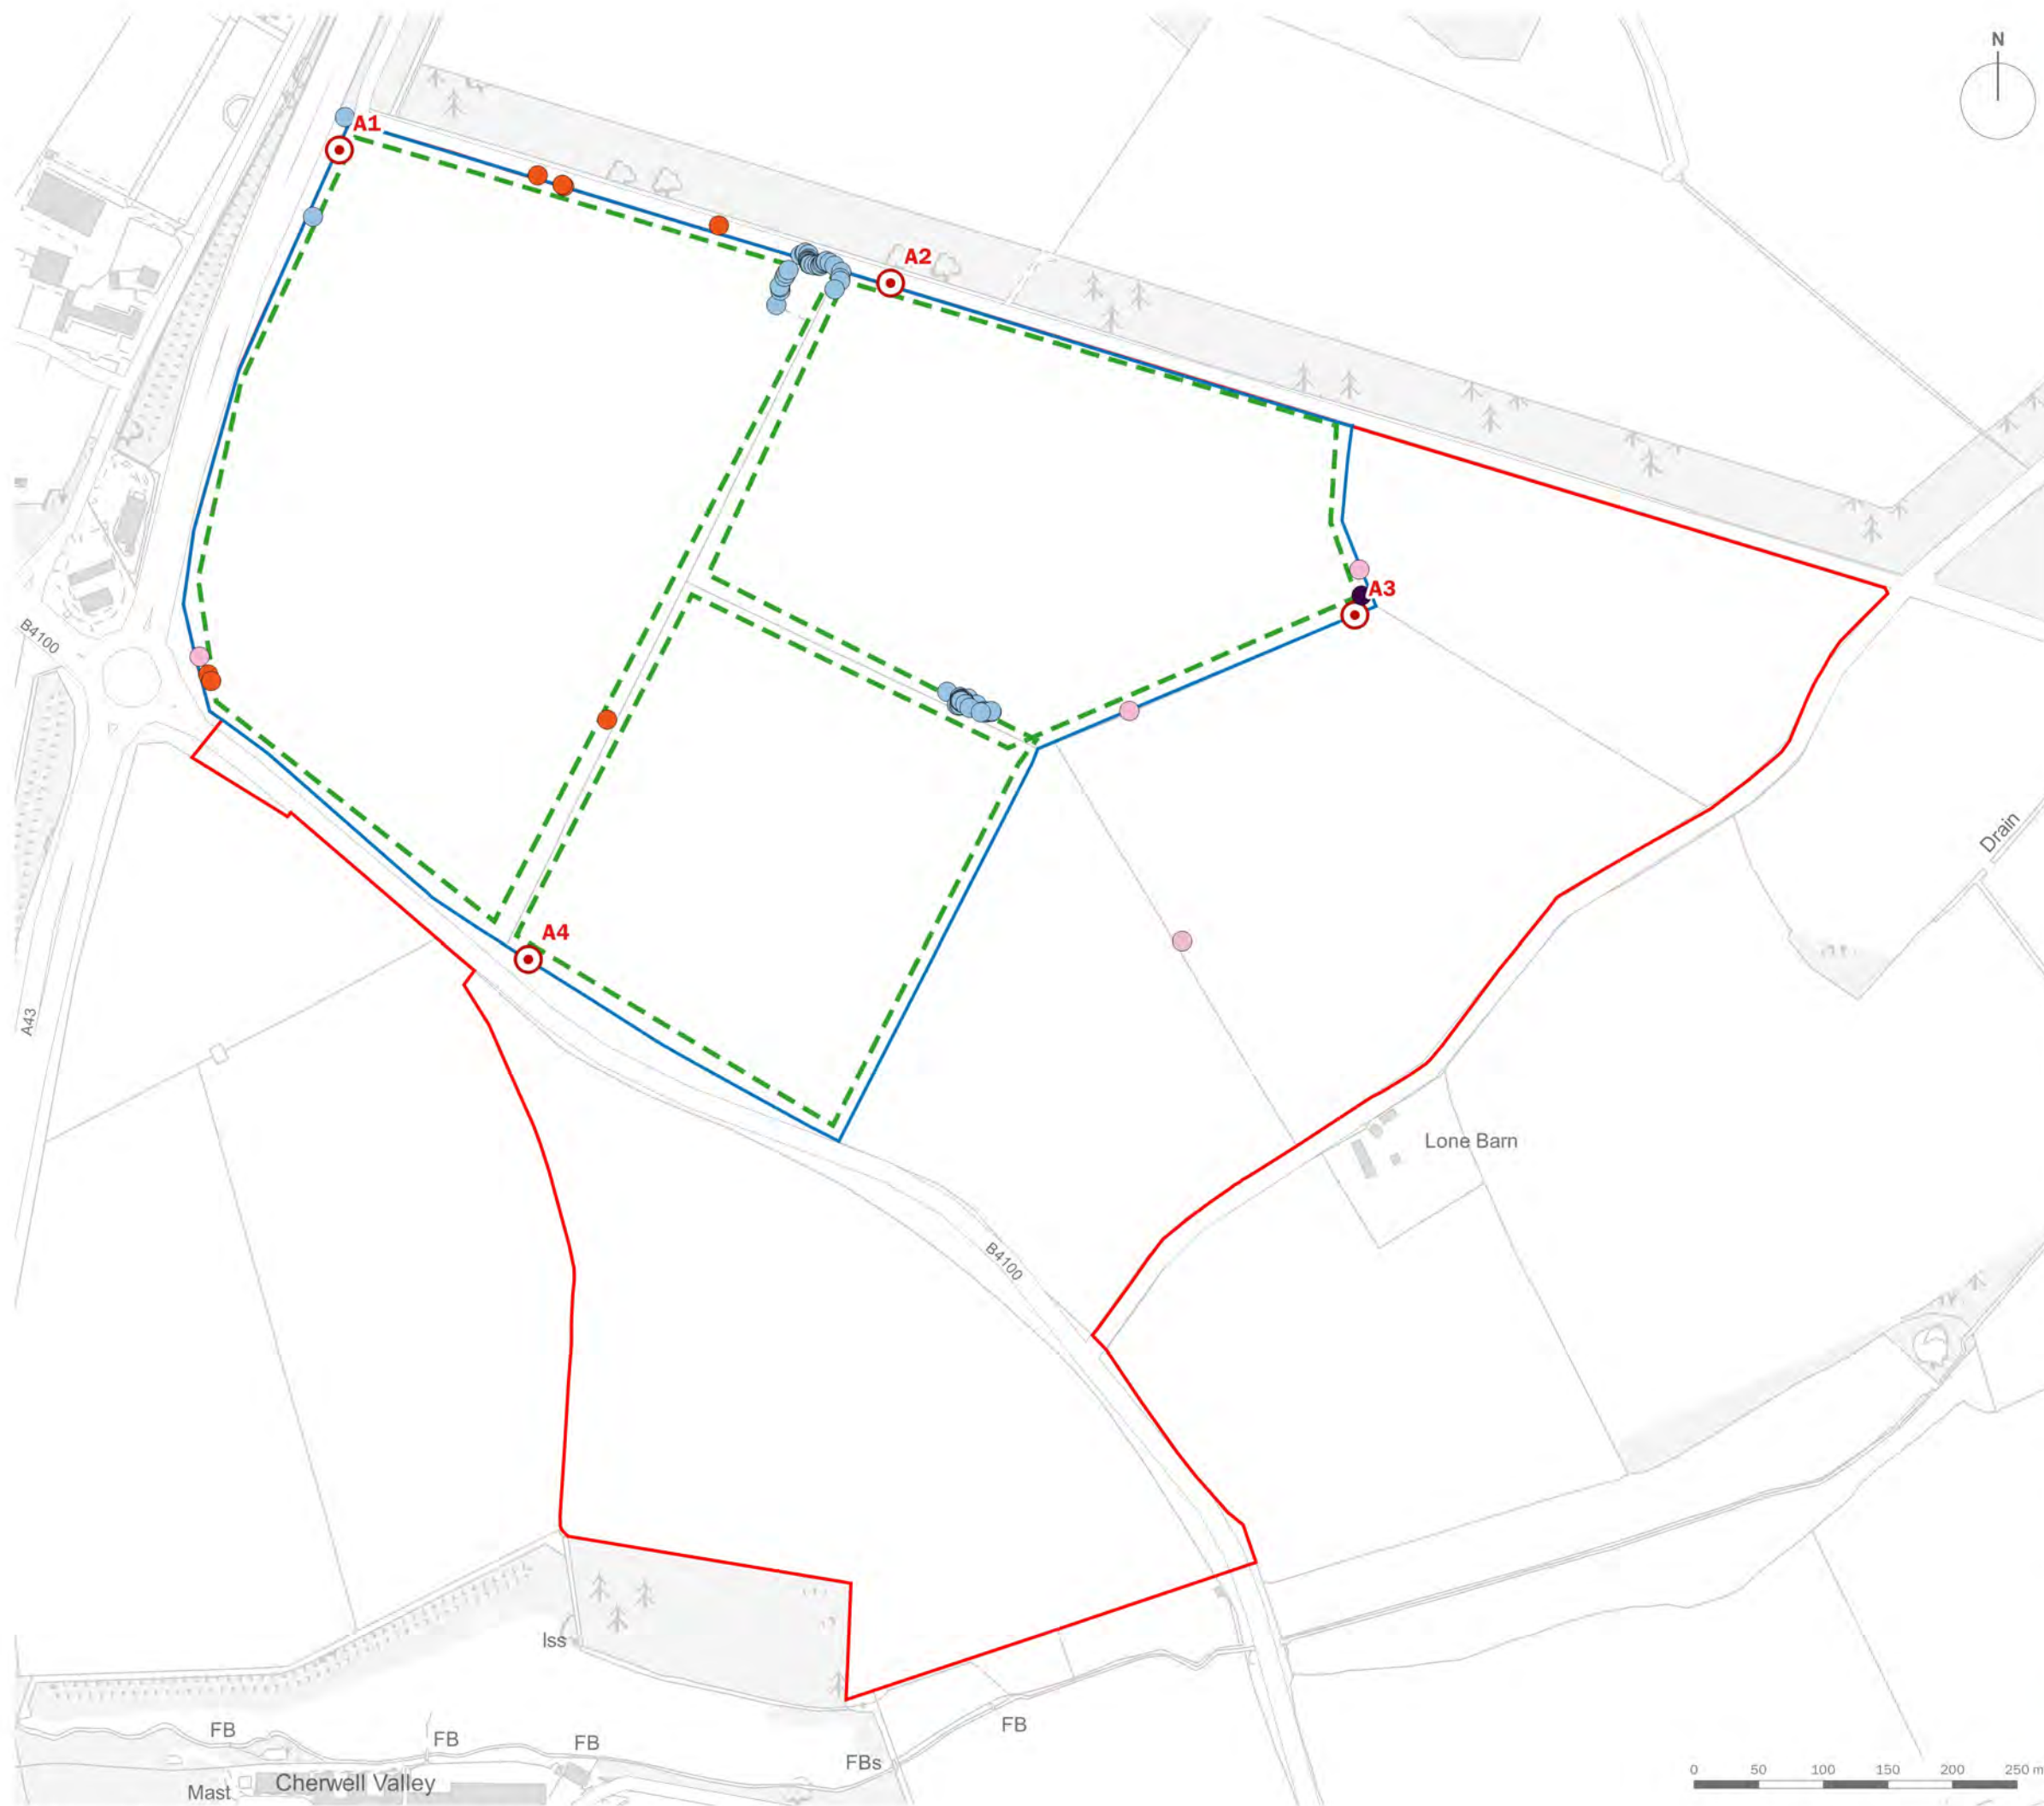 N
A1
A2
A3
B4100
Drain
A4
A43
Lone Barn
B4100
Iss
FB
FB
FB
FB
FBs
Mast
Cherwell Valley
0 50 100 150 200 250 m